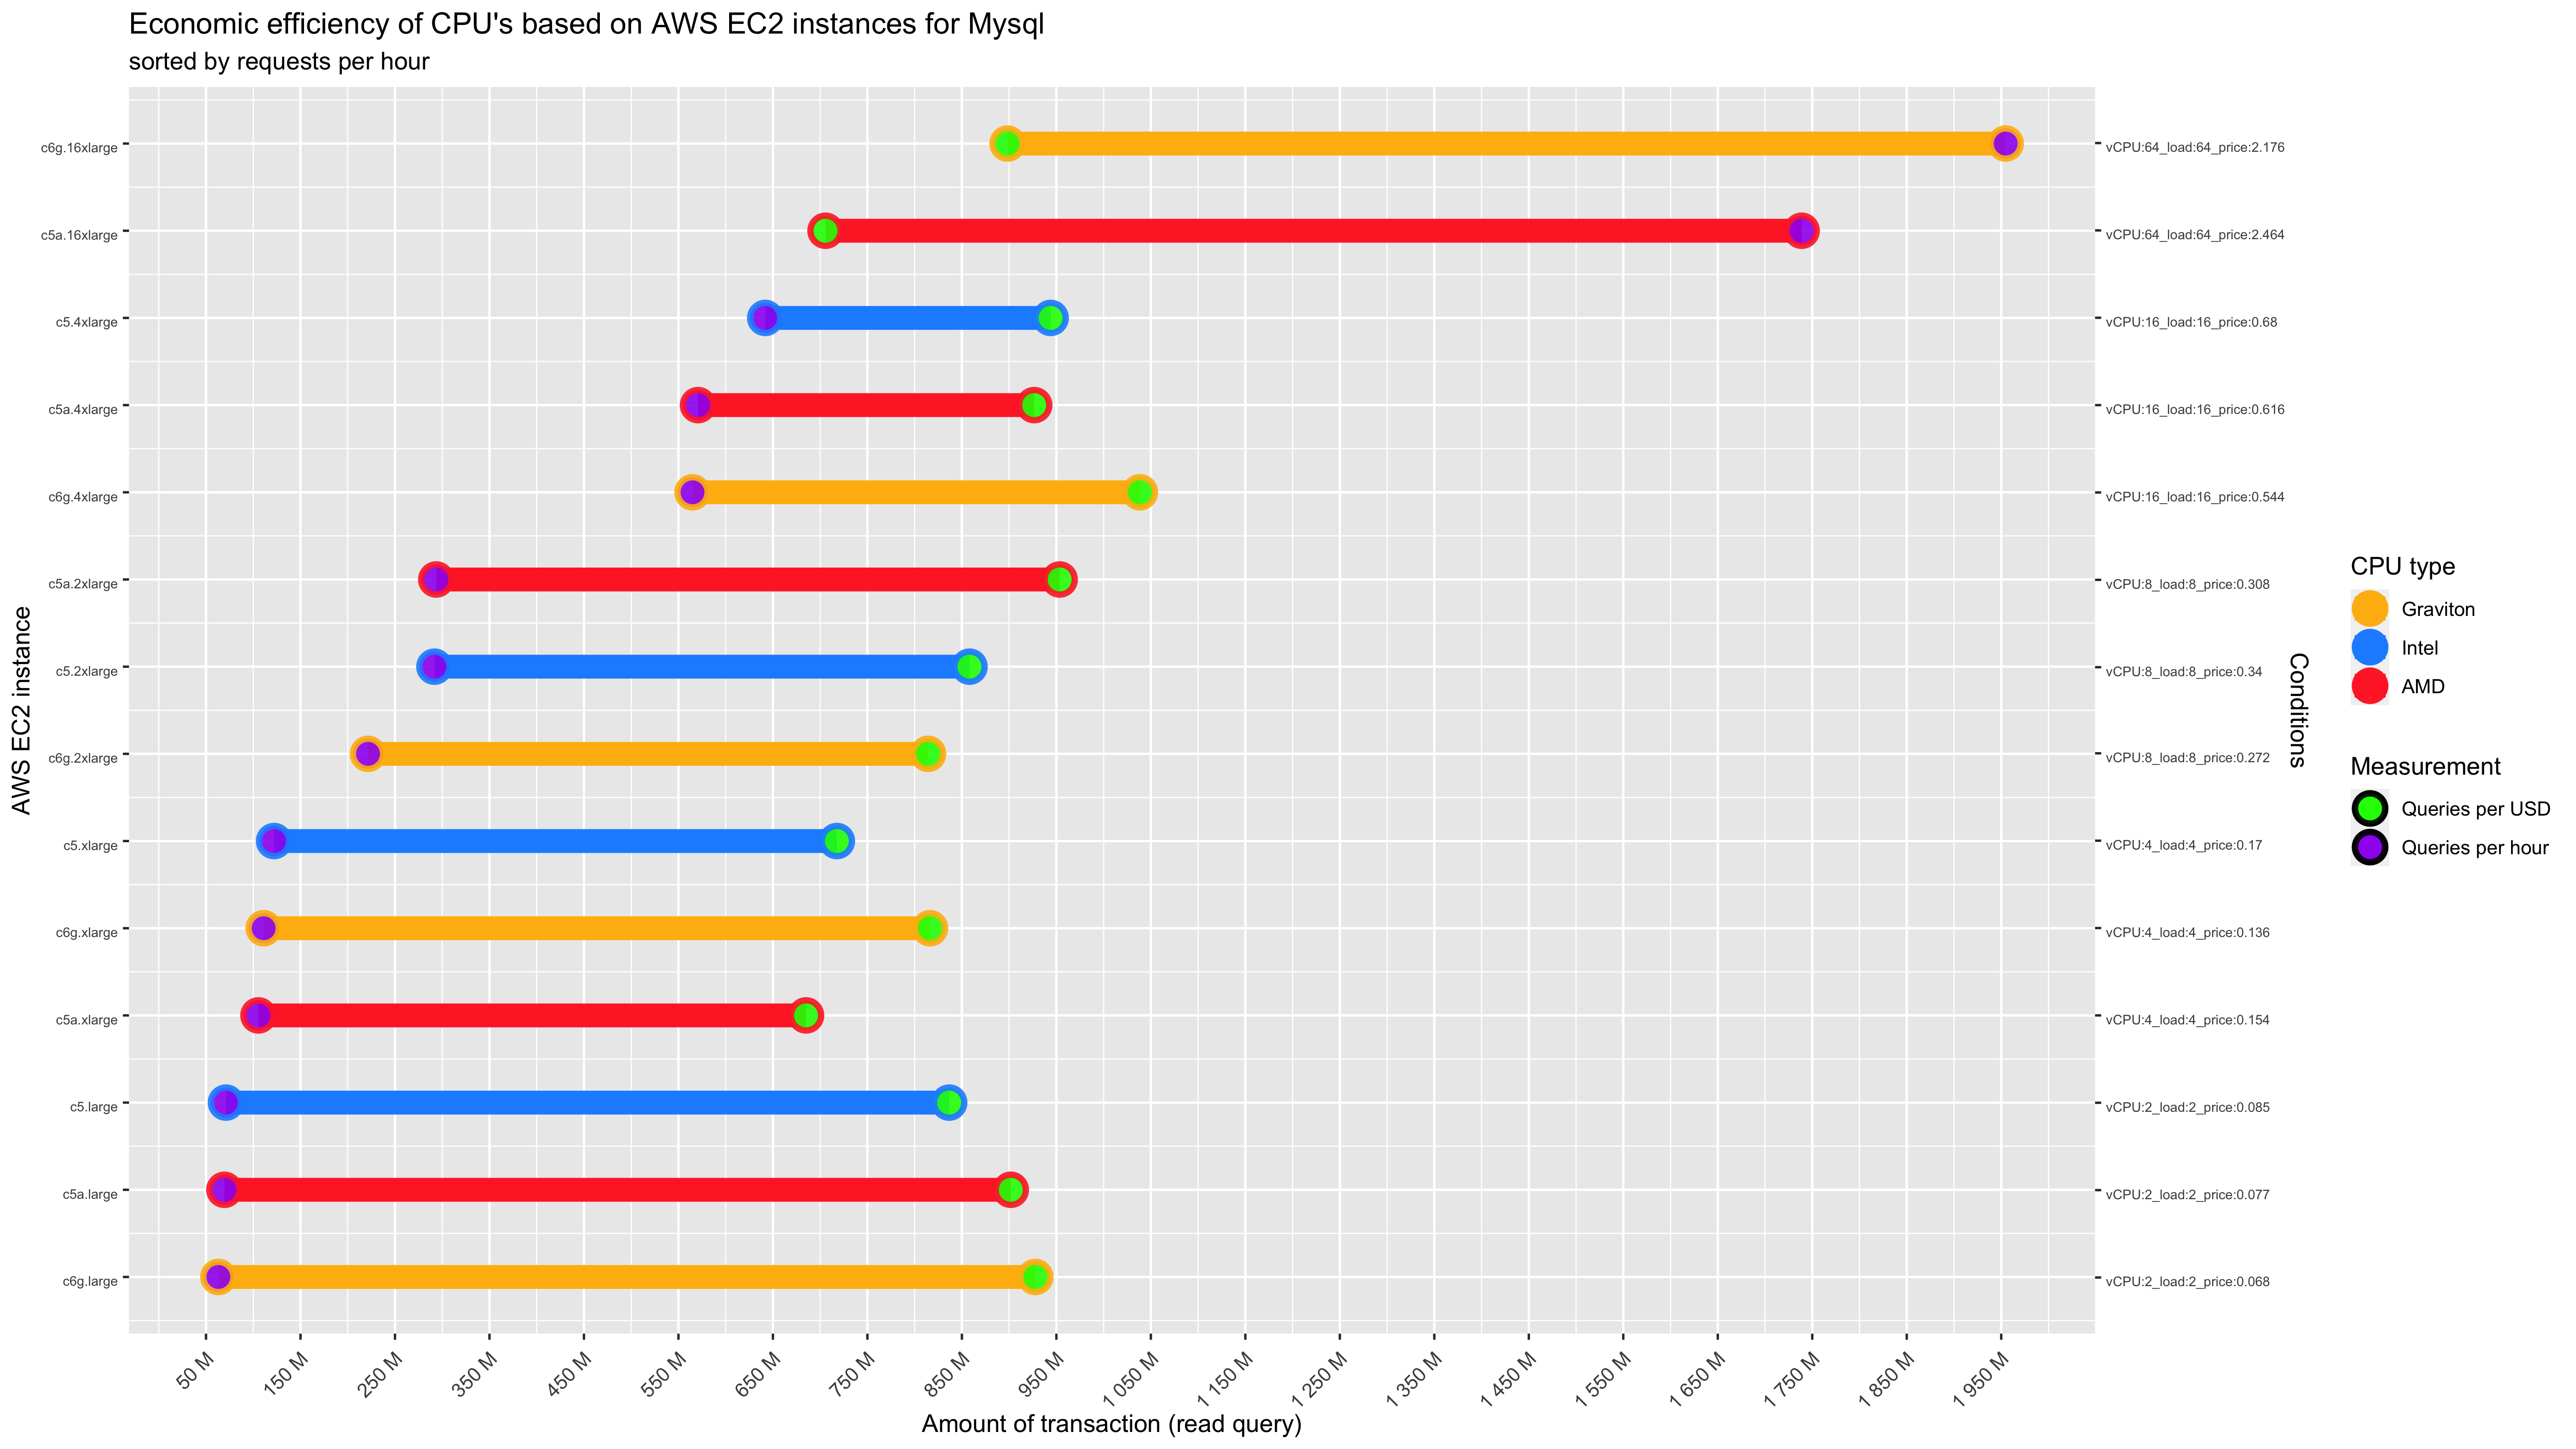 Economic efficiency of CPU's based on AWS EC2 instances for Mysql
sorted by requests per hour
AWS EC2 instance
c6g.16xlarge
vCPU:64_load:64_price:2.176
c5a.16xlarge
vCPU:64_load:64_price:2.464
c5.4xlarge
vCPU:16_load:16_price:0.68
c5a.4xlarge
vCPU:16_load:16_price:0.616
c6g.4xlarge
vCPU:16_load:16_price:0.544
c5a.2xlarge
vCPU:8_load:8_price:0.308
c5.2xlarge
vCPU:8_load:8_price:0.34
c6g.2xlarge
vCPU:8_load:8_price:0.272
c5.xlarge
vCPU:4_load:4_price:0.17
c6g.xlarge
vCPU:4_load:4_price:0.136
c5a.xlarge
vCPU:4_load:4_price:0.154
c5.large
vCPU:2_load:2_price:0.085
c5a.large
vCPU:2_load:2_price:0.077
c6g.large
vCPU:2_load:2_price:0.068
Conditions
50 M
150 M
250 M
350 M
450 M
550 M
650 M
750 M
850 M
950 M
1 050 M
1 150 M
1 250 M
1 350 M
1 450 M
1 550 M
1 650 M
1 750 M
1 850 M
1 950 M
Amount of transaction (read query)
CPU type
Graviton
Intel
AMD
Measurement
Queries per USD
Queries per hour